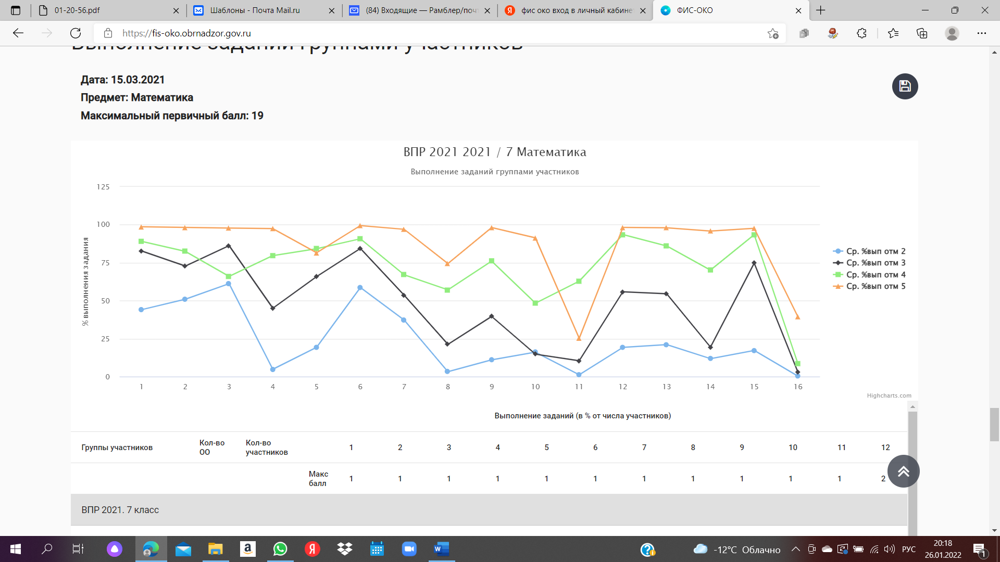 01-20-56.pdf
Шаблоны - Почта Mail.ru
(84) Входящие — Рамблер/поч
фис око вход в личный кабине
ФИС-ОКО
https://fis-oko.obrnadzor.gov.ru
Выполнение заданий группами участников
Дата: 15.03.2021
Предмет: Математика
Максимальный первичный балл: 19
ВПР 2021 2021 / 7 Математика
Выполнение заданий группами участников
% выполнения задания
125
100
75
50
25
0
1 2 3 4 5 6 7 8 9 10 11 12 13 14 15 16
Ср. %вып отм 2
Ср. %вып отм 3
Ср. %вып отм 4
Ср. %вып отм 5
Highcharts.com
Выполнение заданий (в % от числа участников)
Группы участников Кол-во ОО Кол-во участников 1 2 3 4 5 6 7 8 9 10 11 12
Макс балл 1 1 1 1 1 1 1 1 1 1 1 2
ВПР 2021. 7 класс
-12°C Облачно
РУС
20:18
26.01.2022
1